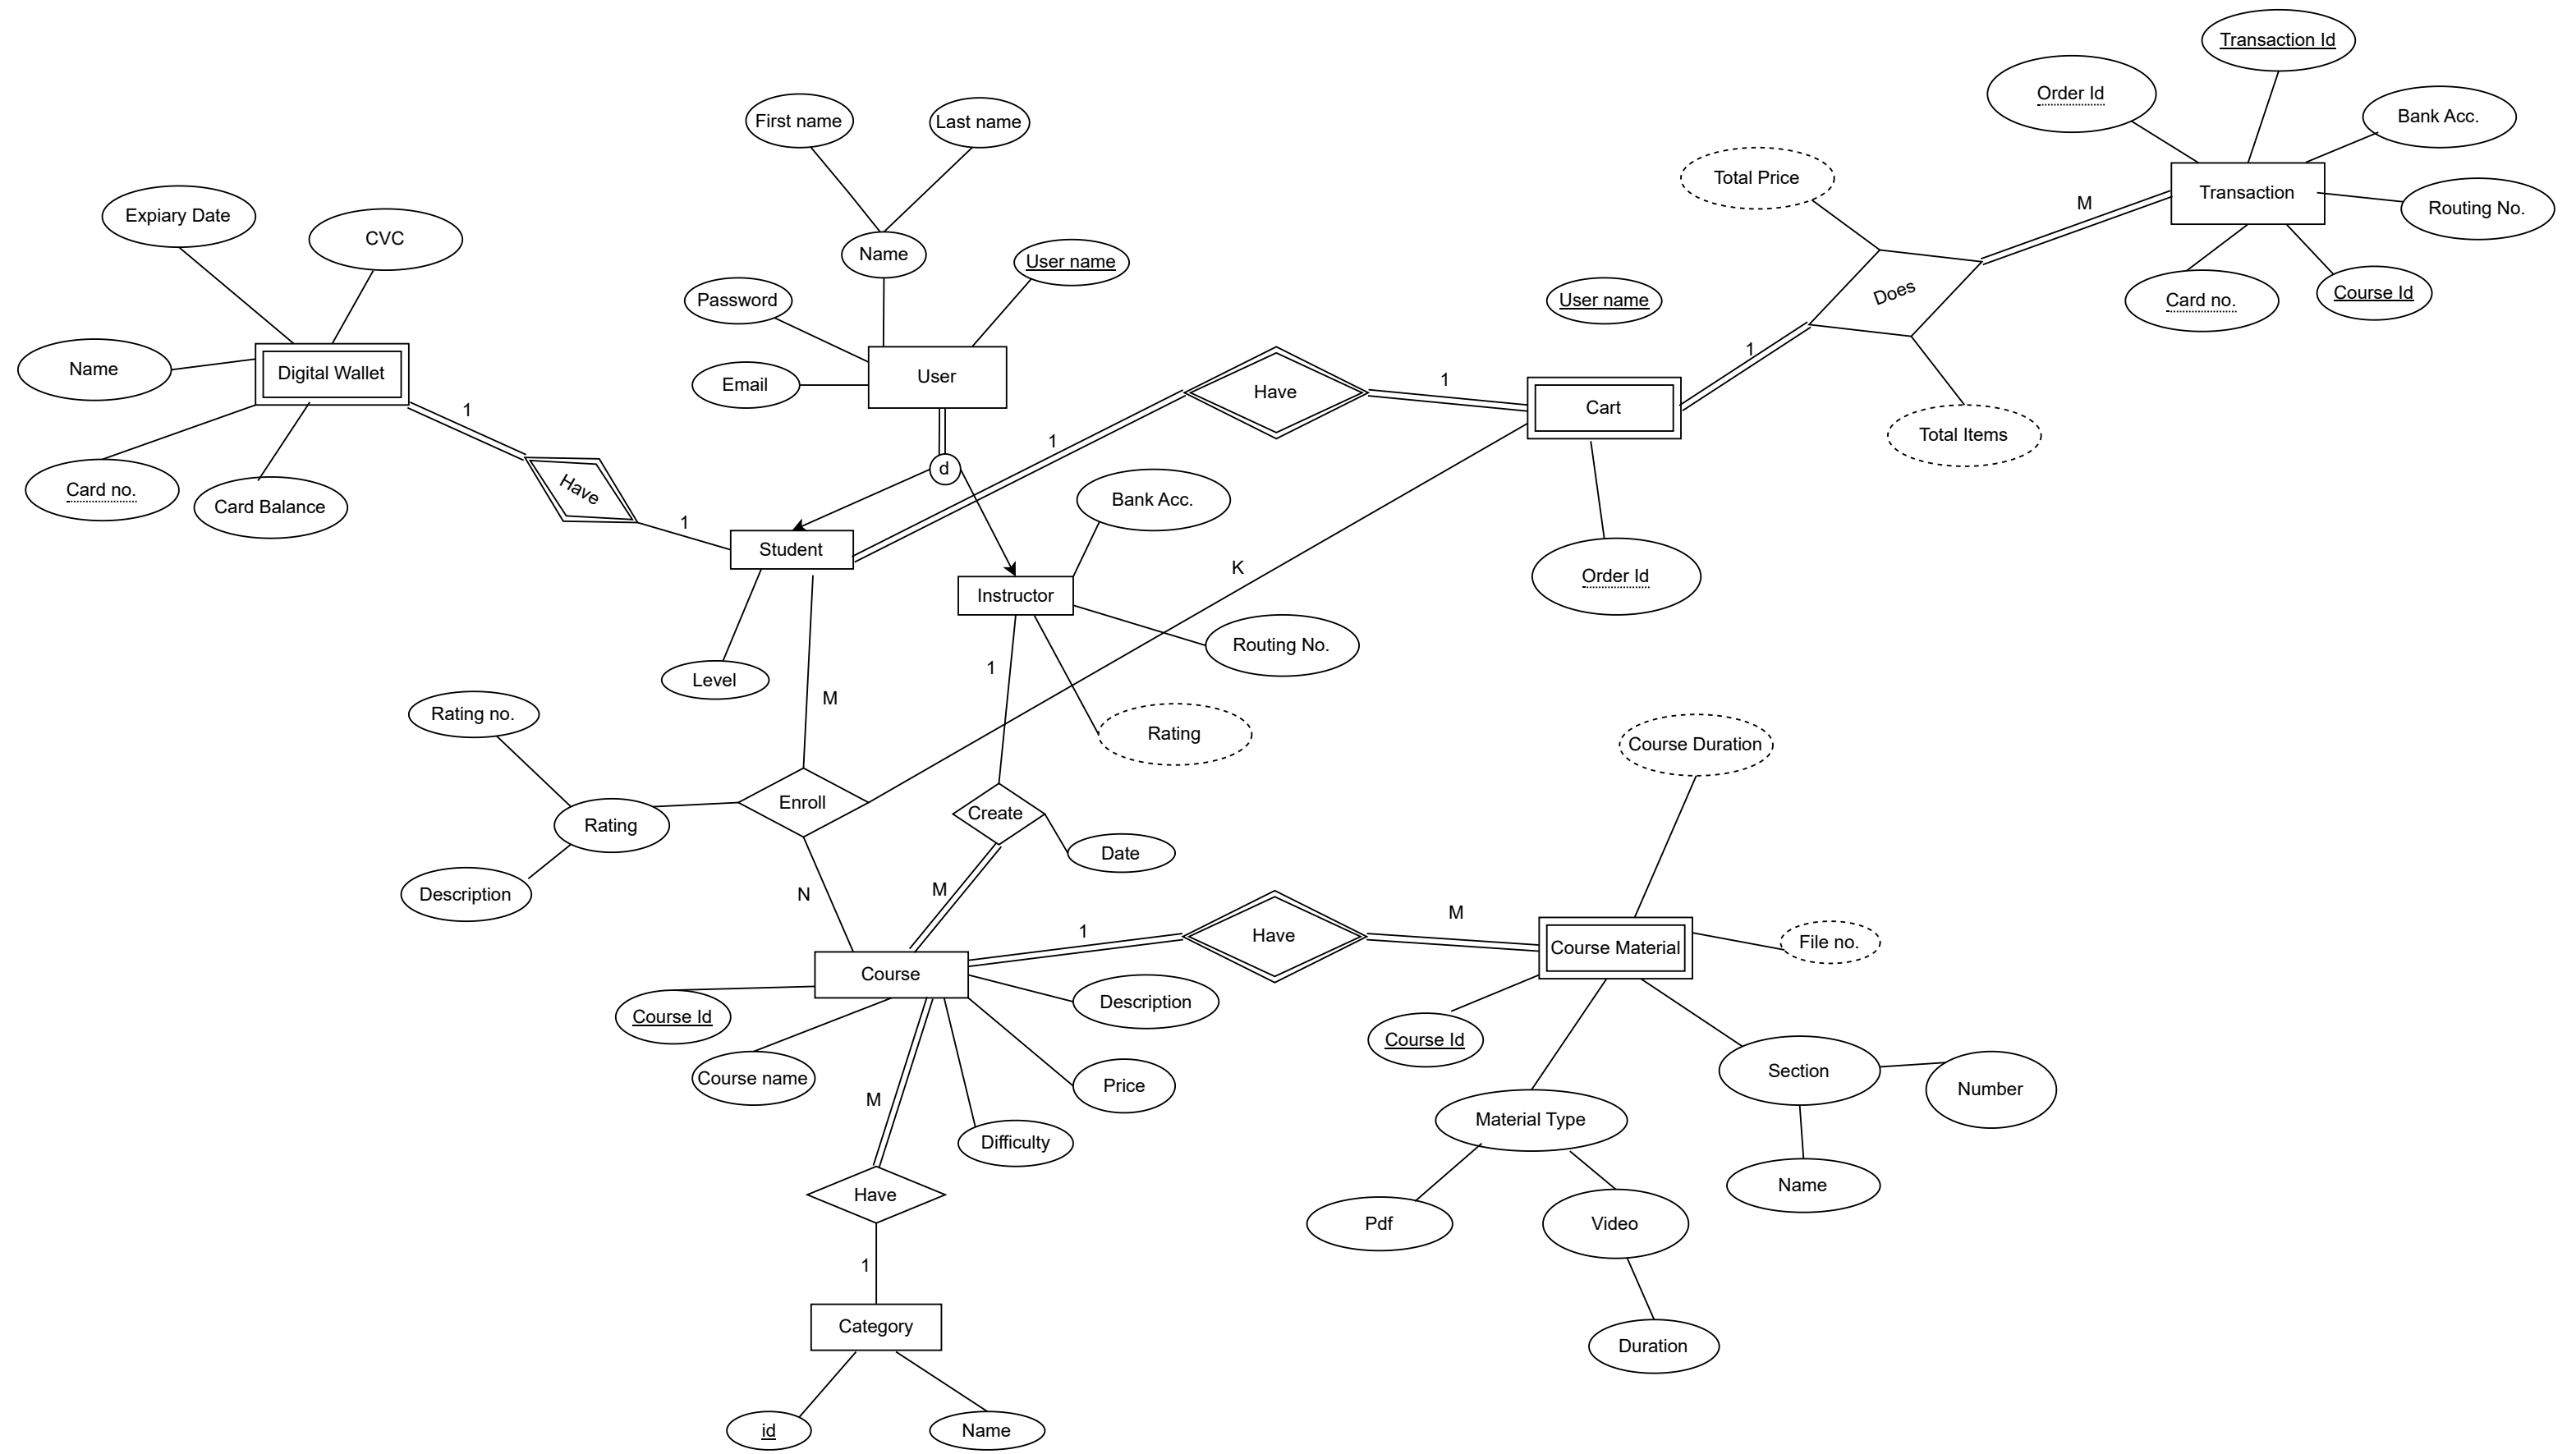 Transaction Id
Order Id
Bank Acc.
First name
Last name
Total Price
Transaction
M
Routing No.
Expiary Date
CVC
Name
User name
Does
Card no.
Course Id
Password
User name
Name
Digital Wallet
Email
User
Have
1
1
Cart
Total Items
1
1
d
Card no.
Card Balance
Have
1
Student
Bank Acc.
K
Order Id
Instructor
Level
1
Routing No.
M
Rating no.
Rating
Course Duration
Rating
Enroll
Create
Date
Description
N
M
1
Have
M
Course Material
File no.
Course
Description
Course Id
Course name
Price
Course Id
Section
Number
M
Difficulty
Material Type
Have
Name
Pdf
Video
1
Category
Duration
id
Name